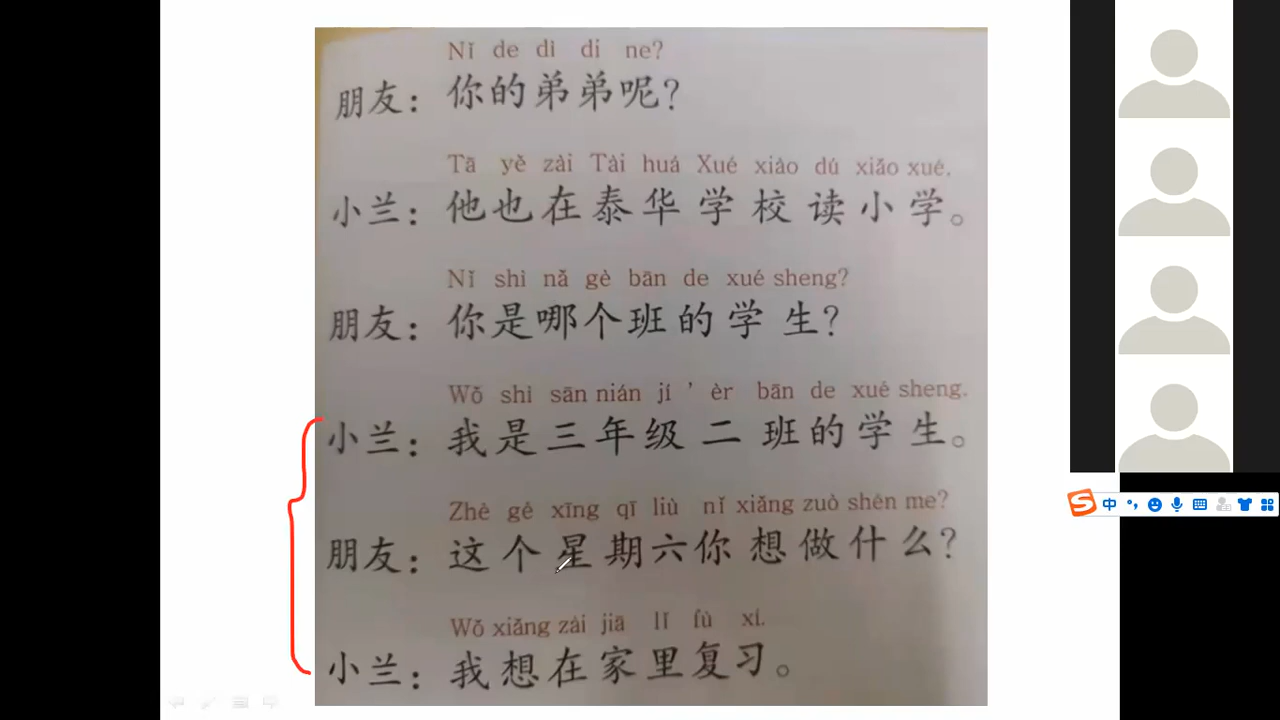 Nǐ de dì di ne?
朋友：你的弟弟呢？
Tā yě zài Tài huá Xué xiào dú xiǎo xué.
小兰：他也在泰华学校读小学。
Nǐ shì nǎ gè bān de xué sheng?
朋友：你是哪个班的学生？
Wǒ shì sān nián jí ’ èr bān de xué sheng.
小兰：我是三年级二班的学生。
Zhè gè xīng qī liù nǐ xiǎng zuò shén me?
朋友：这个星期六你想做什么？
Wǒ xiǎng zài jiā lǐ fù xí.
小兰：我想在家里复习。
中